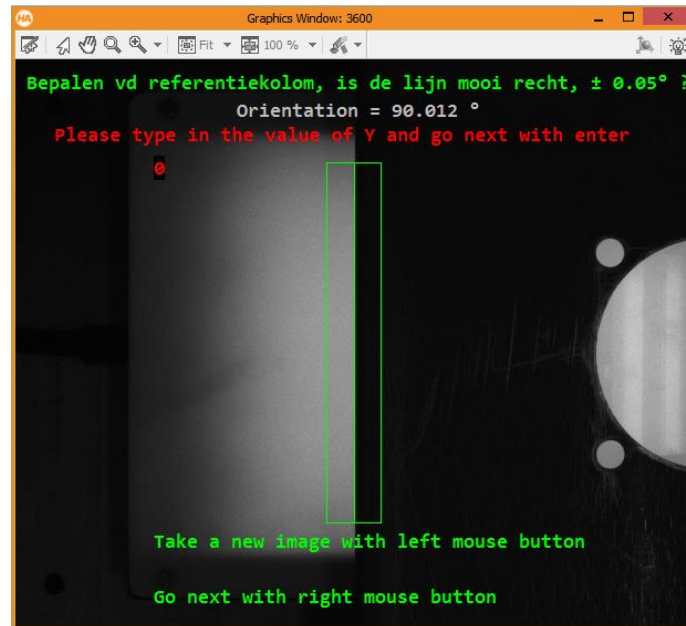 HA
Graphics Window: 3600
Fit
100 %
Bepalen vd referentiekolom, is de lijn mooi recht, ± 0.05° ?
Orientation = 90.012 °
Please type in the value of Y and go next with enter
0
Take a new image with left mouse button
Go next with right mouse button